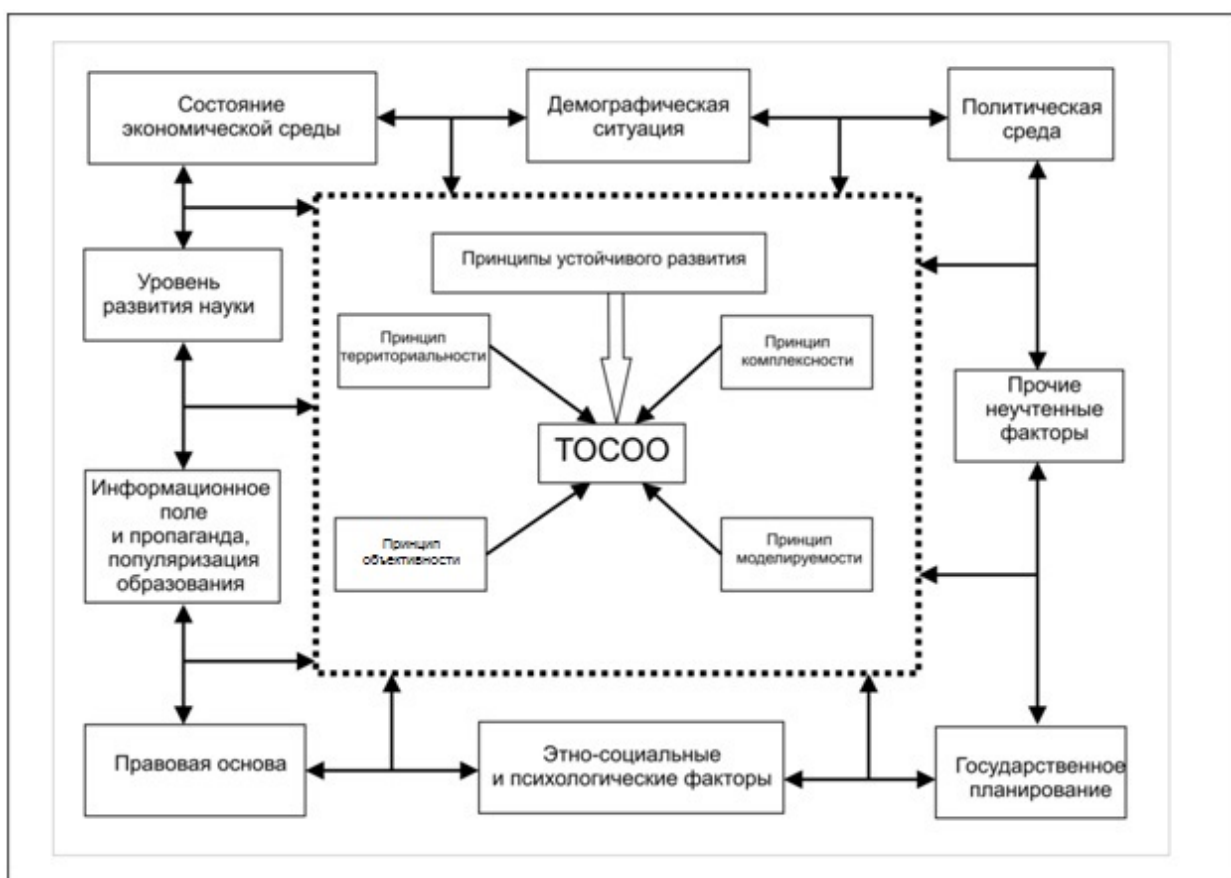 Состояние
экономической среды
Демографическая
ситуация
Политическая
среда
Принципы устойчивого развития
Уровень
развития науки
Принцип
территориальности
Принцип
комплексности
Прочие
неучтенные
факторы
ТОСОО
Информационное
поле
и пропаганда,
популяризация
образования
Принцип
объективности
Принцип
моделируемости
Правовая основа
Этно-социальные
и психологические факторы
Государственное
планирование